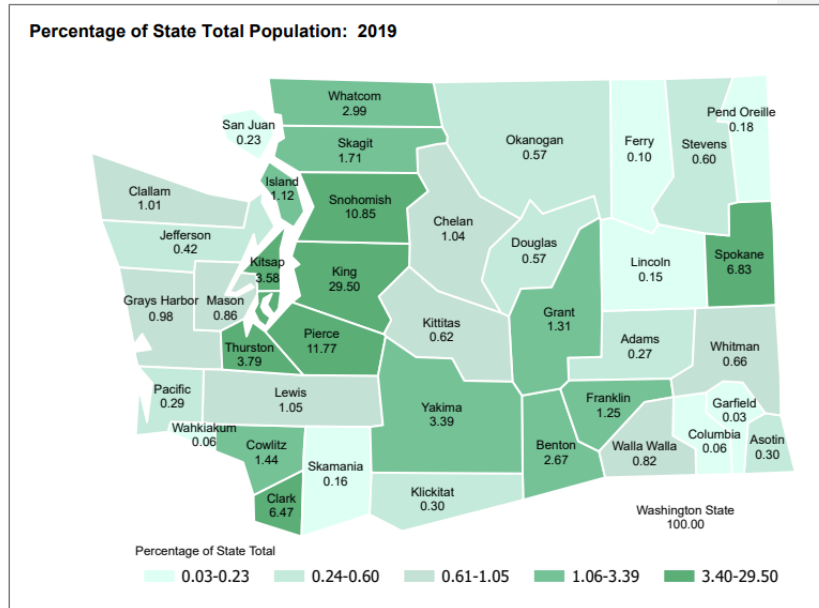 Percentage of State Total Population: 2019
Whatcom
2.99
San Juan
0.23
Skagit
1.71
Okanogan
0.57
Ferry
0.10
Stevens
0.60
Pend Oreille
0.18
Island
1.12
Clallam
1.01
Snohomish
10.85
Chelan
1.04
Jefferson
0.42
Douglas
0.57
Kitsap
3.58
King
29.50
Lincoln
0.15
Spokane
6.83
Grays Harbor
0.98
Mason
0.86
Kittitas
0.62
Grant
1.31
Pierce
11.77
Thurston
3.79
Adams
0.27
Whitman
0.66
Pacific
0.29
Lewis
1.05
Yakima
3.39
Franklin
1.25
Garfield
0.03
Wahkiakum
0.06
Cowlitz
1.44
Skamania
0.16
Benton
2.67
Walla Walla
0.82
Columbia
0.06
Asotin
0.30
Clark
6.47
Klickitat
0.30
Washington State
100.00
Percentage of State Total
0.03-0.23
0.24-0.60
0.61-1.05
1.06-3.39
3.40-29.50